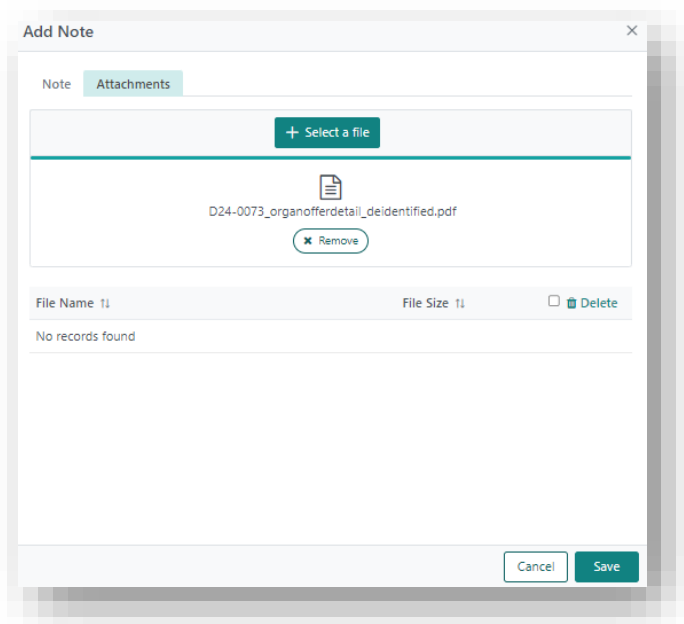 Add Note
Note Attachments
+ Select a file
D24-0073_organofferdetail_deidentified.pdf
Remove
File Name File Size Delete
No records found
Cancel Save